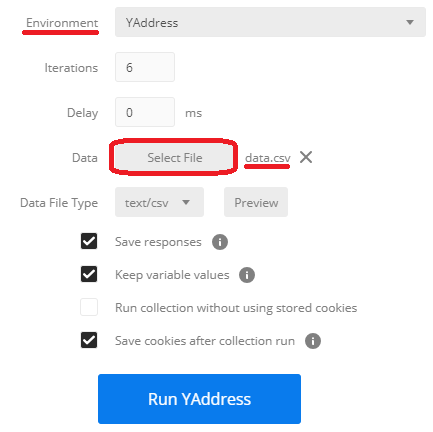 Environment YAddress
Iterations 6
Delay 0 ms
Data Select File data.csv
Data File Type text/csv Preview
Save responses
Keep variable values
Run collection without using stored cookies
Save cookies after collection run
Run YAddress